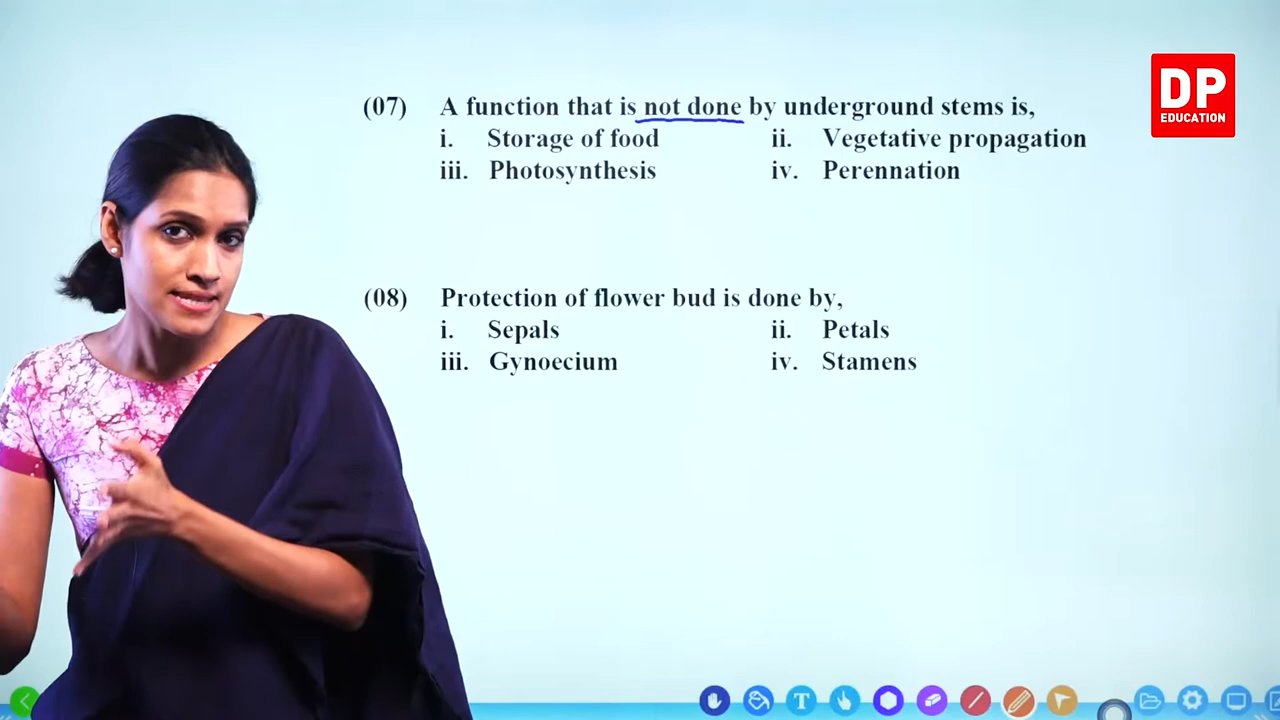 DP
EDUCATION
(07) A function that is not done by underground stems is,
i. Storage of food ii. Vegetative propagation
iii. Photosynthesis iv. Perennation
(08) Protection of flower bud is done by,
i. Sepals ii. Petals
iii. Gynoecium iv. Stamens
T